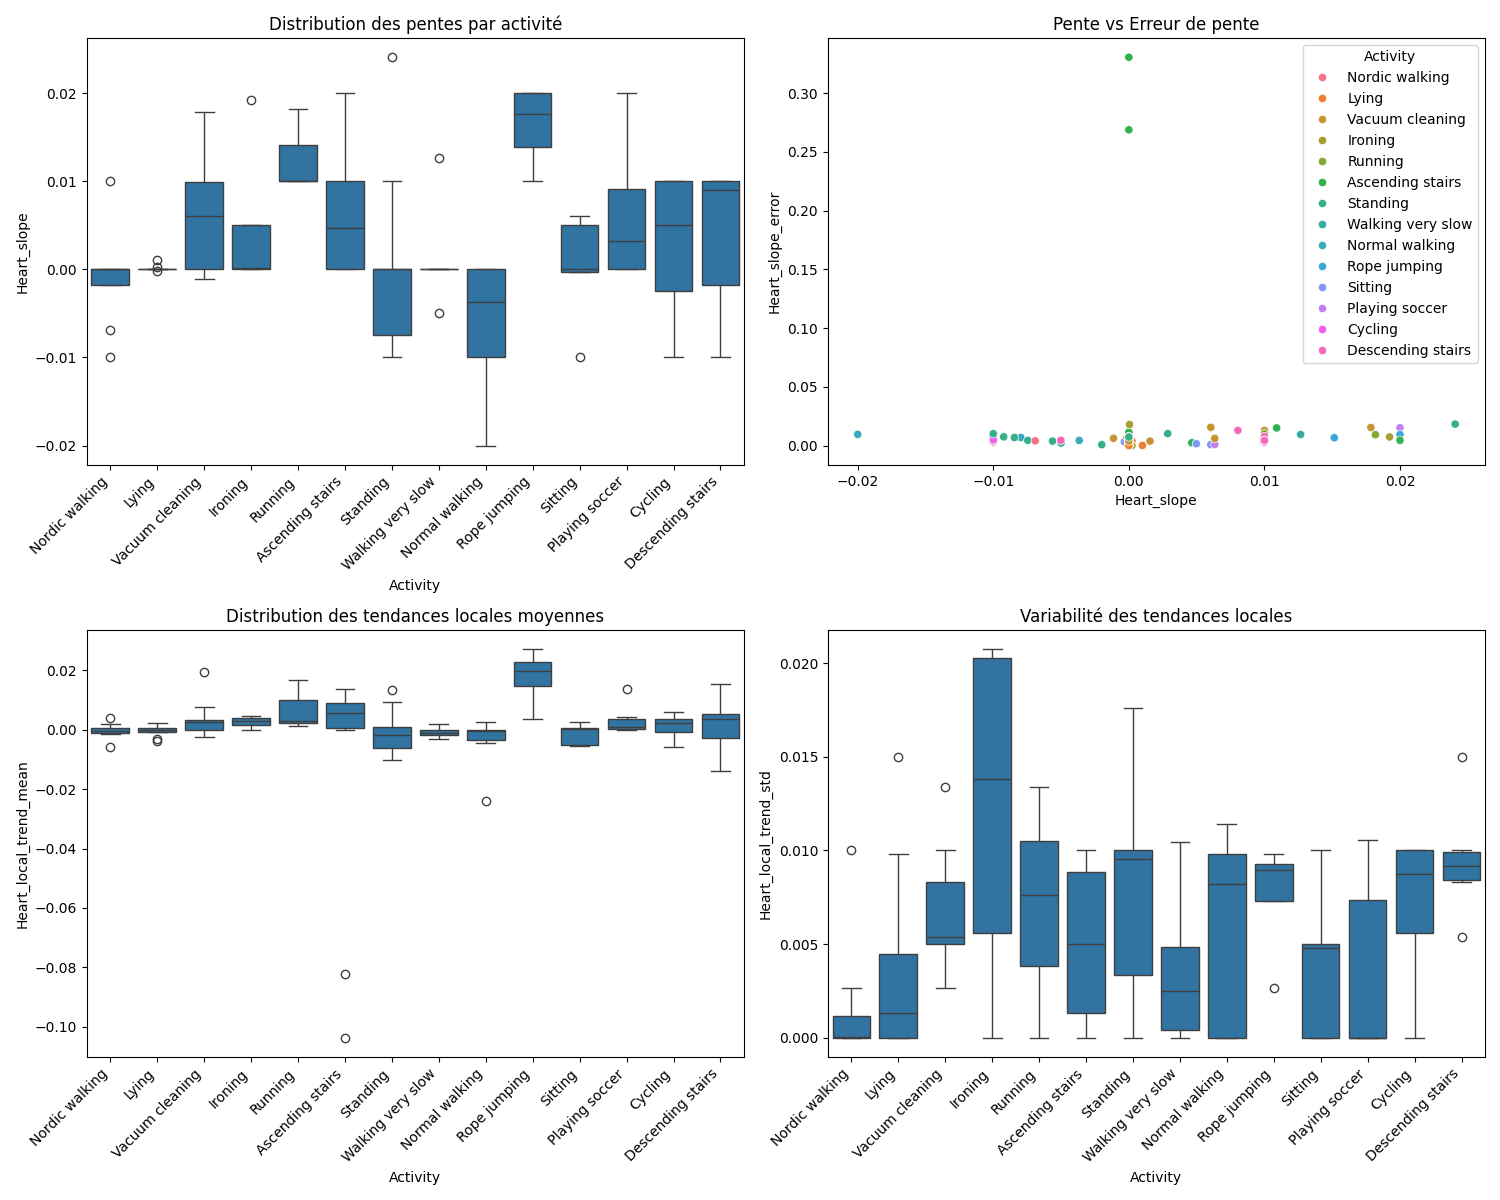 Distribution des pentes par activité
Heart_slope
0.02
0.01
0.00
−0.01
−0.02
Nordic walking
Lying
Vacuum cleaning
Ironing
Running
Ascending stairs
Standing
Walking very slow
Normal walking
Rope jumping
Sitting
Playing soccer
Cycling
Descending stairs
Activity
Pente vs Erreur de pente
Heart_slope_error
0.30
0.25
0.20
0.15
0.10
0.05
0.00
Activity
Nordic walking
Lying
Vacuum cleaning
Ironing
Running
Ascending stairs
Standing
Walking very slow
Normal walking
Rope jumping
Sitting
Playing soccer
Cycling
Descending stairs
−0.02
−0.01
0.00
0.01
0.02
Heart_slope
Distribution des tendances locales moyennes
Heart_local_trend_mean
0.02
0.00
−0.02
−0.04
−0.06
−0.08
−0.10
Nordic walking
Lying
Vacuum cleaning
Ironing
Running
Ascending stairs
Standing
Walking very slow
Normal walking
Rope jumping
Sitting
Playing soccer
Cycling
Descending stairs
Activity
Variabilité des tendances locales
Heart_local_trend_std
0.020
0.015
0.010
0.005
0.000
Nordic walking
Lying
Vacuum cleaning
Ironing
Running
Ascending stairs
Standing
Walking very slow
Normal walking
Rope jumping
Sitting
Playing soccer
Cycling
Descending stairs
Activity